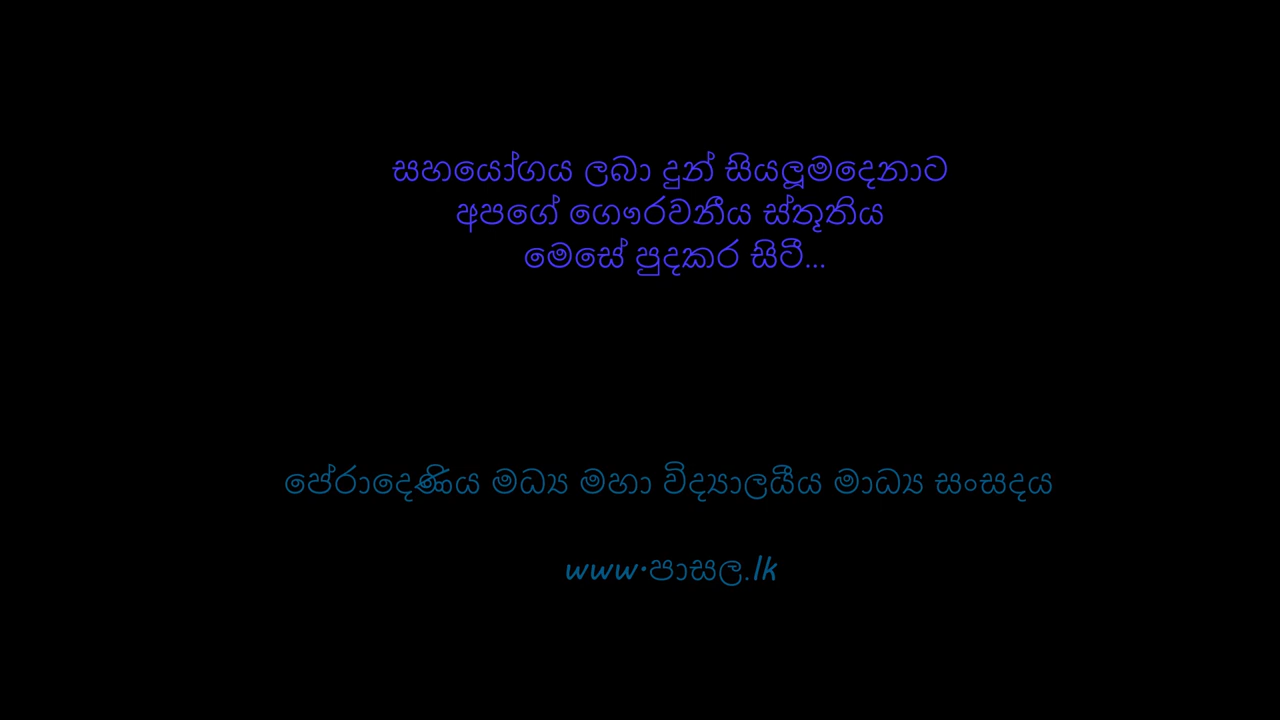 සහයෝගය ලබා දුන් සියලූමදෙනාට
අපගේ ගෞරවනීය ස්තූතිය
මෙසේ පුදකර සිටී...
පේරාදෙණිය මධ්‍ය මහා විද්‍යාලයීය මාධ්‍ය සංසදය
www.පාසල.lk